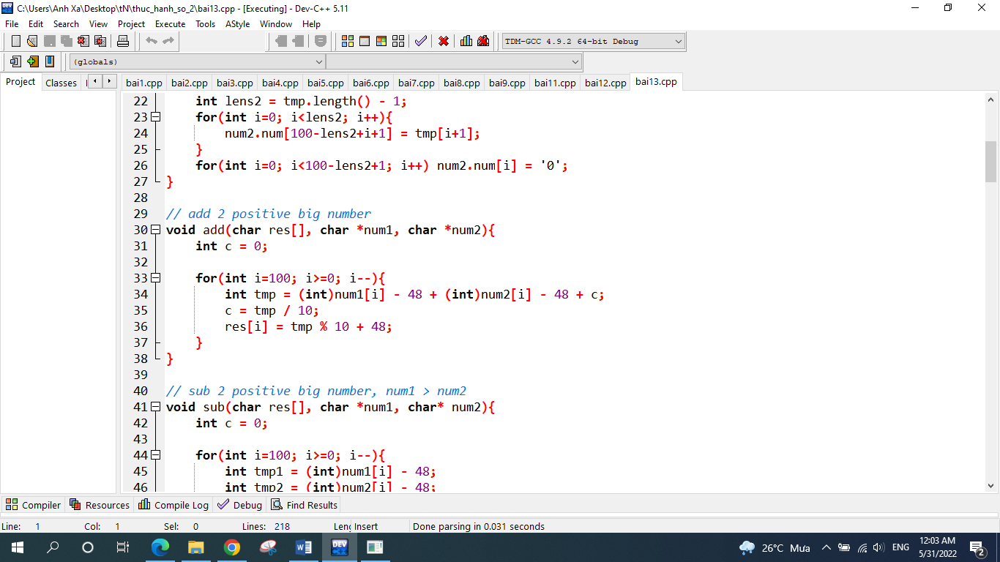 C:\Users\Anh Xa\Desktop\tN\thuc_hanh_so_2\bai13.cpp - [Executing] - Dev-C++ 5.11
File Edit Search View Project Execute Tools AStyle Window Help
TDM-GCC 4.9.2 64-bit Debug
(globals)
Project Classes bai1.cpp bai2.cpp bai3.cpp bai4.cpp bai5.cpp bai6.cpp bai7.cpp bai8.cpp bai9.cpp bai11.cpp bai12.cpp bai13.cpp
22 int lens2 = tmp.length() - 1;
23 for(int i=0; i<lens2; i++){
24 num2.num[100-lens2+i+1] = tmp[i+1];
25 }
26 for(int i=0; i<100-lens2+1; i++) num2.num[i] = '0';
27 }
28
29 // add 2 positive big number
30 void add(char res[], char *num1, char *num2){
31 int c = 0;
32
33 for(int i=100; i>=0; i--){
34 int tmp = (int)num1[i] - 48 + (int)num2[i] - 48 + c;
35 c = tmp / 10;
36 res[i] = tmp % 10 + 48;
37 }
38 }
39
40 // sub 2 positive big number, num1 > num2
41 void sub(char res[], char *num1, char* num2){
42 int c = 0;
43
44 for(int i=100; i>=0; i--){
45 int tmp1 = (int)num1[i] - 48;
46 int tmp2 = (int)num2[i] - 48;
Compiler Resources Compile Log Debug Find Results
Line: 1 Col: 1 Sel: 0 Lines: 218 Leng Insert Done parsing in 0.031 seconds
26°C Mưa ENG 12:03 AM
5/31/2022
2